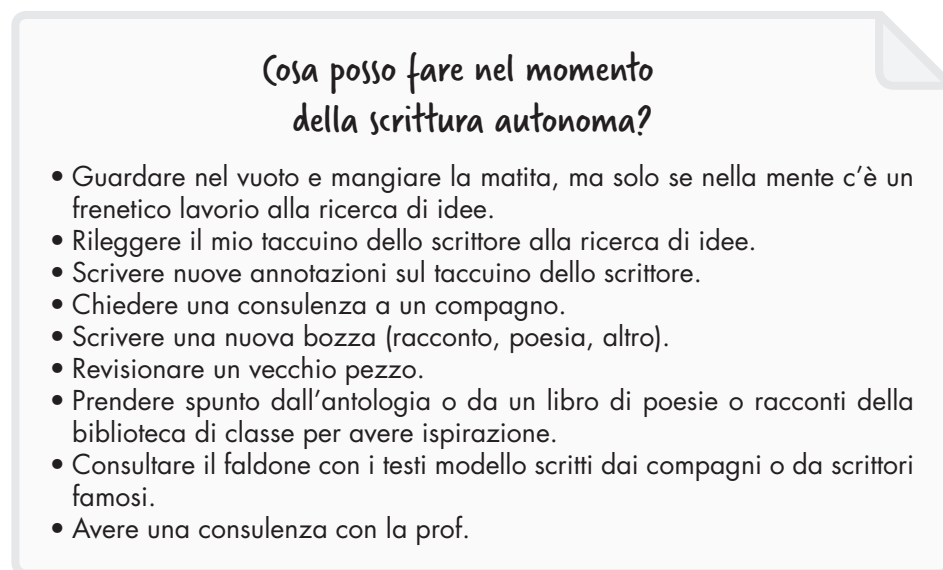 Cosa posso fare nel momento
della scrittura autonoma?
• Guardare nel vuoto e mangiare la matita, ma solo se nella mente c'è un
frenetico lavorio alla ricerca di idee.
• Rileggere il mio taccuino dello scrittore alla ricerca di idee.
• Scrivere nuove annotazioni sul taccuino dello scrittore.
• Chiedere una consulenza a un compagno.
• Scrivere una nuova bozza (racconto, poesia, altro).
• Revisionare un vecchio pezzo.
• Prendere spunto dall'antologia o da un libro di poesie o racconti della
biblioteca di classe per avere ispirazione.
• Consultare il faldone con i testi modello scritti dai compagni o da scrittori
famosi.
• Avere una consulenza con la prof.